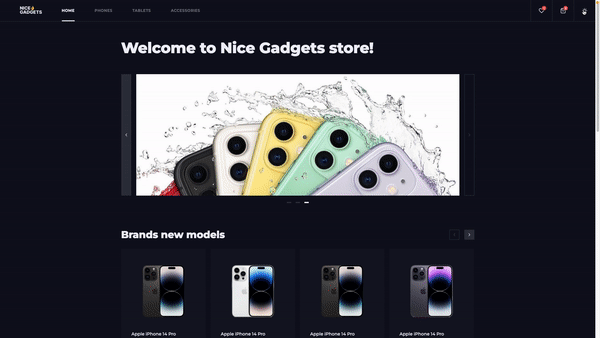 NICE
GADGETS
HOME
IPHONES
TABLETS
ACCESSORIES
Welcome to Nice Gadgets store!
Brands new models
Apple iPhone 14 Pro
Apple iPhone 14 Pro
Apple iPhone 14 Pro
Apple iPhone 14 Pro